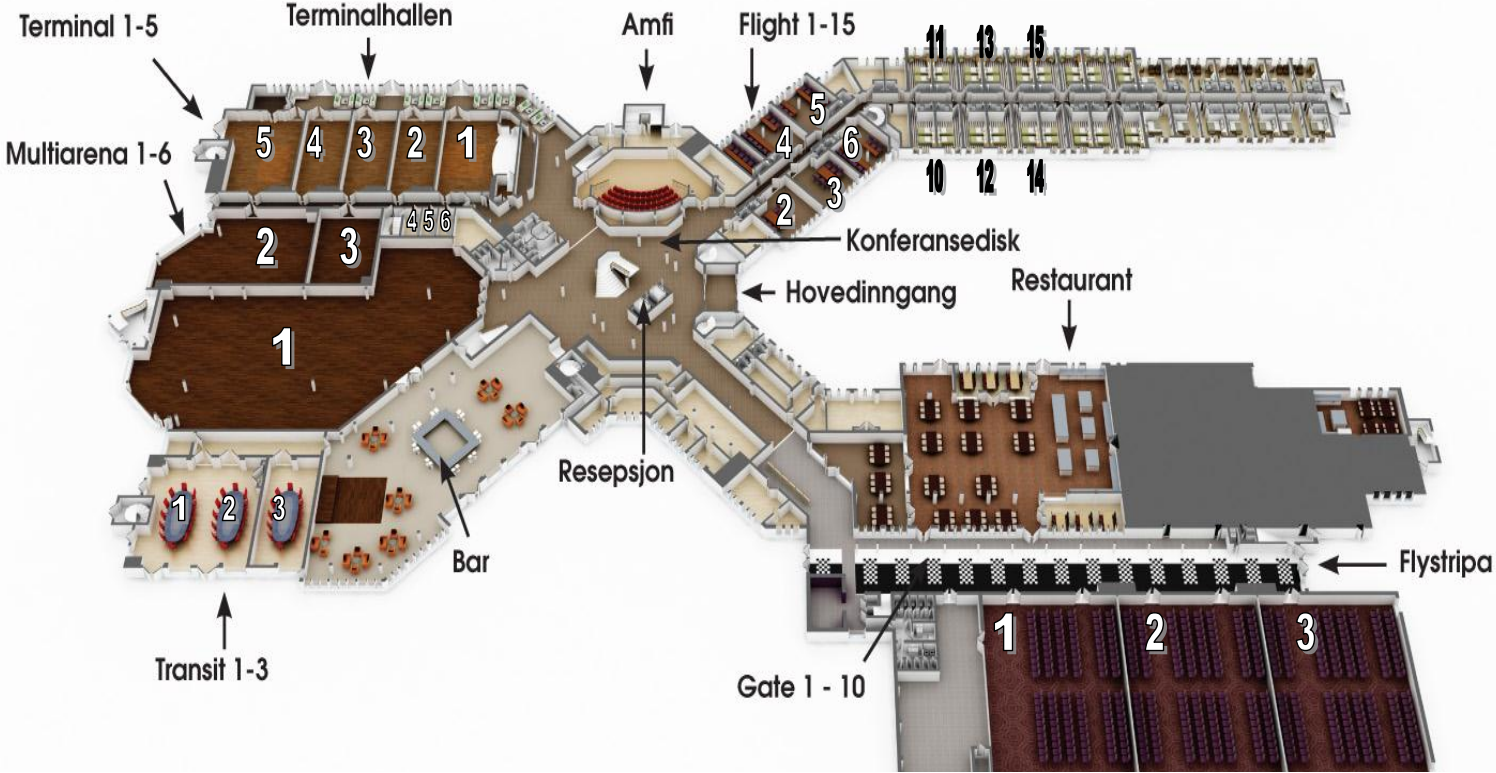 Terminal 1-5
Terminalhallen
Amfi
Flight 1-15
11 13 15
5 4 3 2 1
5
4
6
Multiarena 1-6
10 12 14
3
2
4 5 6
2 3
Konferansedisk
Hovedinngang
Restaurant
1
Resepsjon
1 2 3
Bar
Flystripa
Transit 1-3
Gate 1 - 10
1 2 3